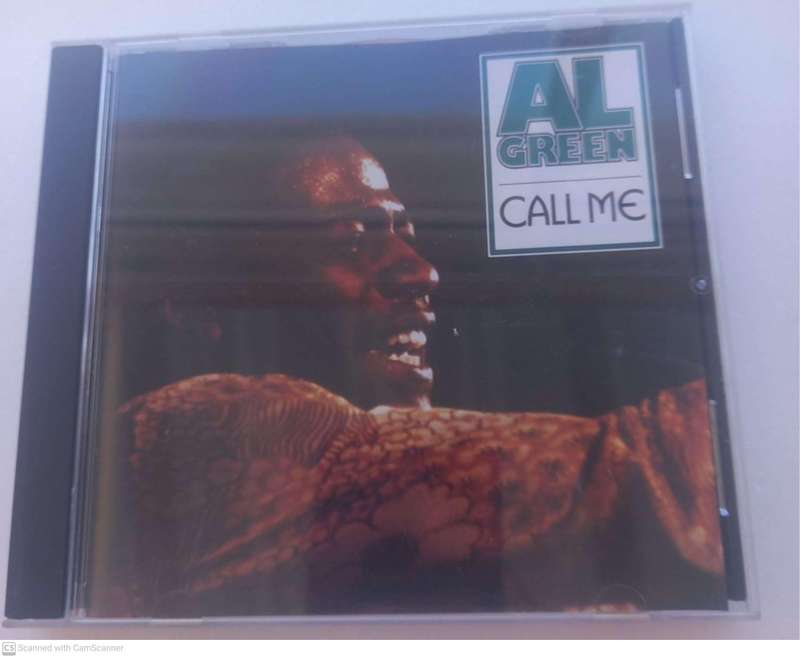 AL
GREEN
CALL ME
CS Scanned with CamScanner